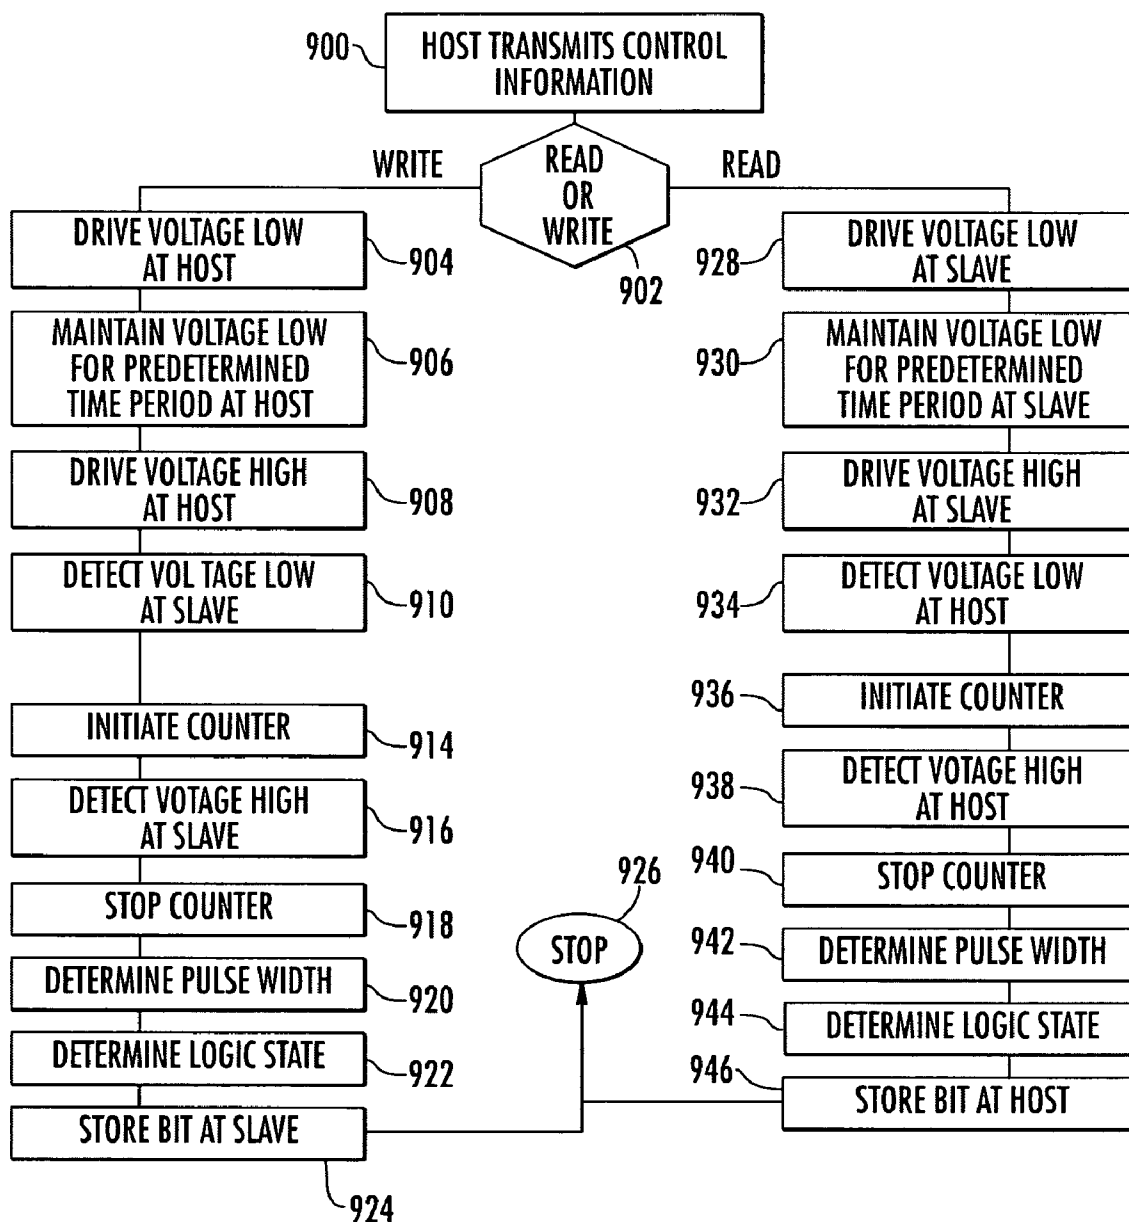 900
HOST TRANSMITS CONTROL
INFORMATION
WRITE
READ
OR
WRITE
READ
902
DRIVE VOLTAGE LOW
AT HOST
904
MAINTAIN VOLTAGE LOW
FOR PREDETERMINED
TIME PERIOD AT HOST
906
DRIVE VOLTAGE HIGH
AT HOST
908
DETECT VOL TAGE LOW
AT SLAVE
910
INITIATE COUNTER
914
DETECT VOTAGE HIGH
AT SLAVE
916
STOP COUNTER
918
DETERMINE PULSE WIDTH
920
DETERMINE LOGIC STATE
922
STORE BIT AT SLAVE
924
926
STOP
928
DRIVE VOLTAGE LOW
AT SLAVE
930
MAINTAIN VOLTAGE LOW
FOR PREDETERMINED
TIME PERIOD AT SLAVE
932
DRIVE VOLTAGE HIGH
AT SLAVE
934
DETECT VOLTAGE LOW
AT HOST
936
INITIATE COUNTER
938
DETECT VOTAGE HIGH
AT HOST
940
STOP COUNTER
942
DETERMINE PULSE WIDTH
944
DETERMINE LOGIC STATE
946
STORE BIT AT HOST